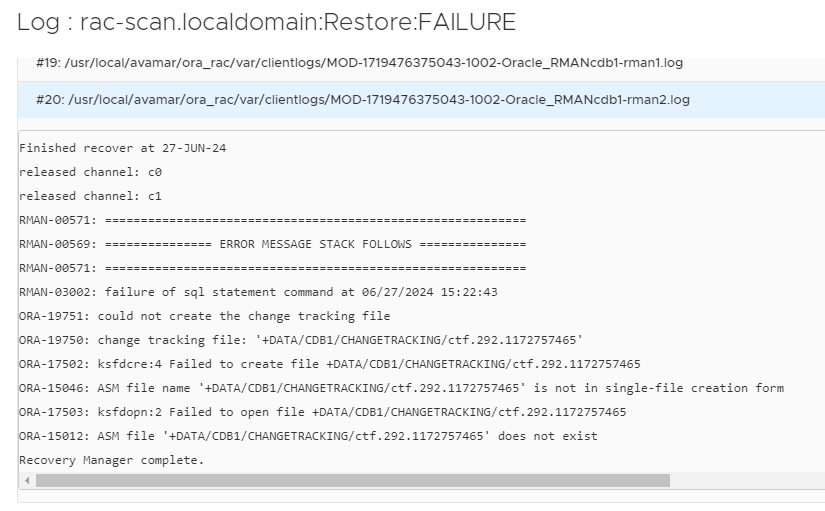 Log : rac-scan.localdomain:Restore:FAILURE
#19: /usr/local/avamar/ora_rac/var/clientlogs/MOD-1719476375043-1002-Oracle_RMANcdb1-rman1.log
#20: /usr/local/avamar/ora_rac/var/clientlogs/MOD-1719476375043-1002-Oracle_RMANcdb1-rman2.log
Finished recover at 27-JUN-24
released channel: c0
released channel: c1
RMAN-00571: ===========================================================
RMAN-00569: =============== ERROR MESSAGE STACK FOLLOWS ===============
RMAN-00571: ===========================================================
RMAN-03002: failure of sql statement command at 06/27/2024 15:22:43
ORA-19751: could not create the change tracking file
ORA-19750: change tracking file: '+DATA/CDB1/CHANGETRACKING/ctf.292.1172757465'
ORA-17502: ksfdcre:4 Failed to create file +DATA/CDB1/CHANGETRACKING/ctf.292.1172757465
ORA-15046: ASM file name '+DATA/CDB1/CHANGETRACKING/ctf.292.1172757465' is not in single-file creation form
ORA-17503: ksfdopn:2 Failed to open file +DATA/CDB1/CHANGETRACKING/ctf.292.1172757465
ORA-15012: ASM file '+DATA/CDB1/CHANGETRACKING/ctf.292.1172757465' does not exist
Recovery Manager complete.